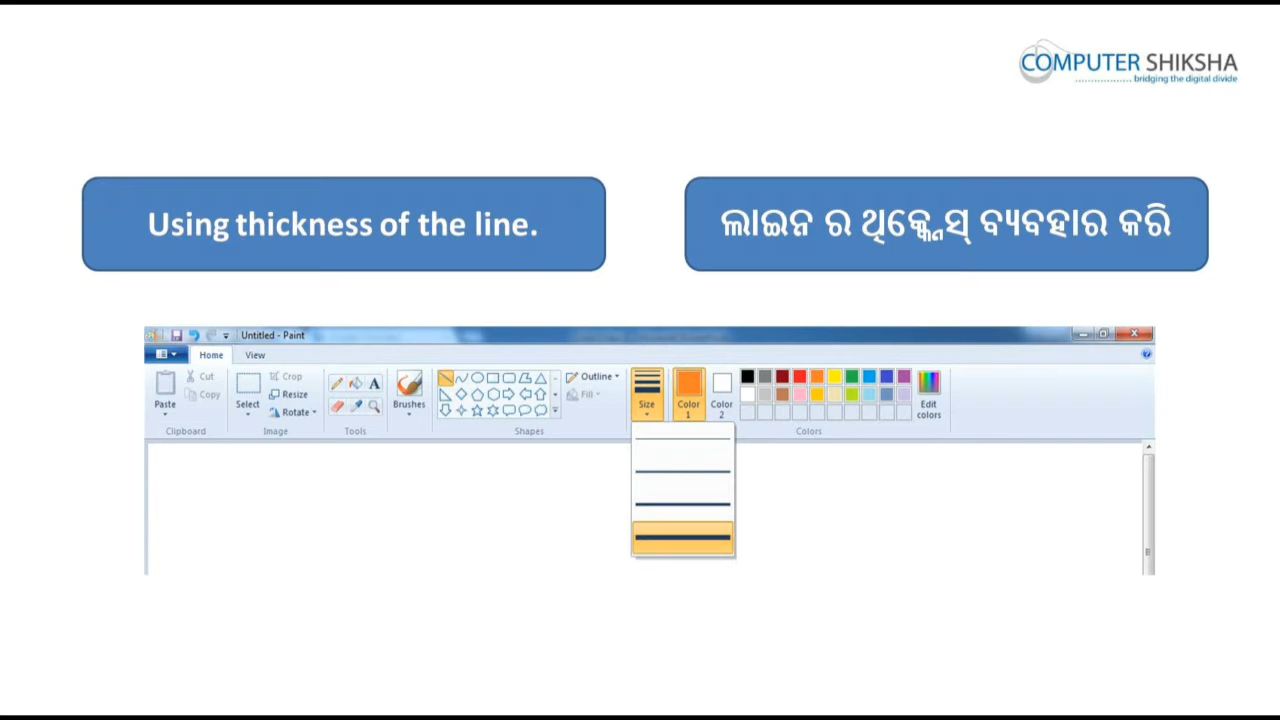 COMPUTER SHIKSHA
bridging the digital divide
Using thickness of the line.
ଲାଇନ ର ଥିକ୍ନେସ୍ ବ୍ୟବହାର କରି
Untitled - Paint
Home View
Cut
Copy
Paste
Clipboard
Crop
Resize
Rotate
Select
Image
A
Tools
Brushes
Outline
Fill
Shapes
Size
Color 1
Color 2
Edit colors
Colors